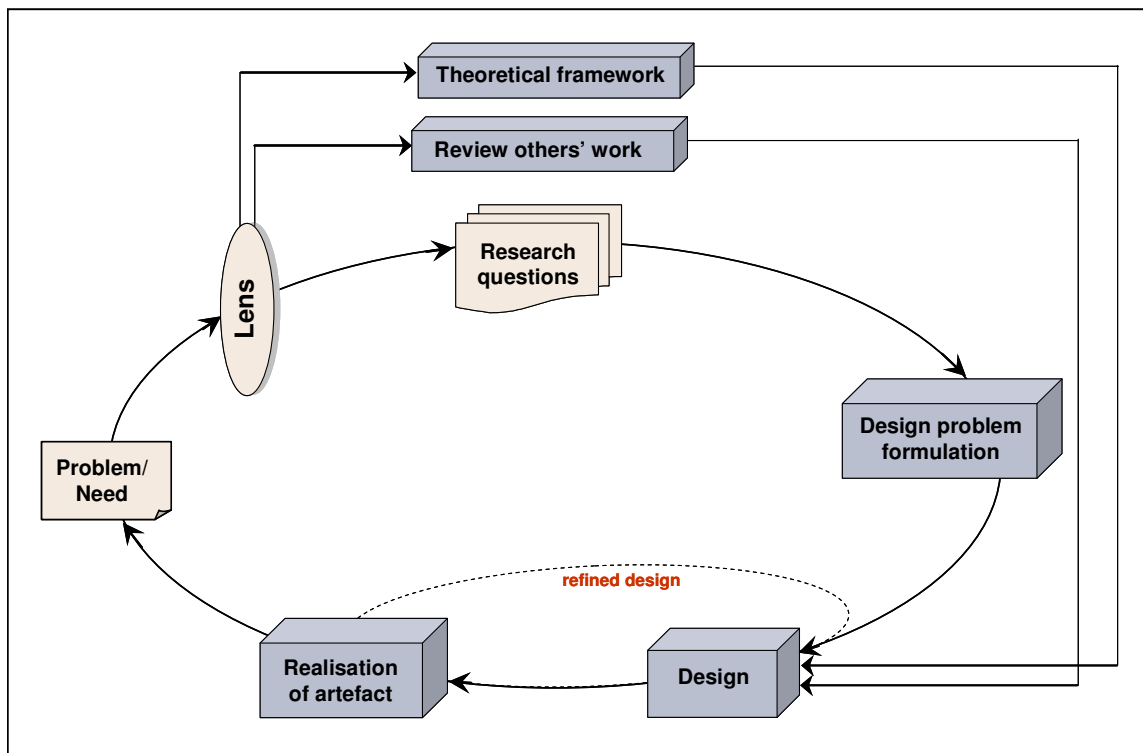 Theoretical framework
Review others’ work
Research
questions
Lens
Design problem
formulation
Problem/
Need
refined design
Realisation
of artefact
Design